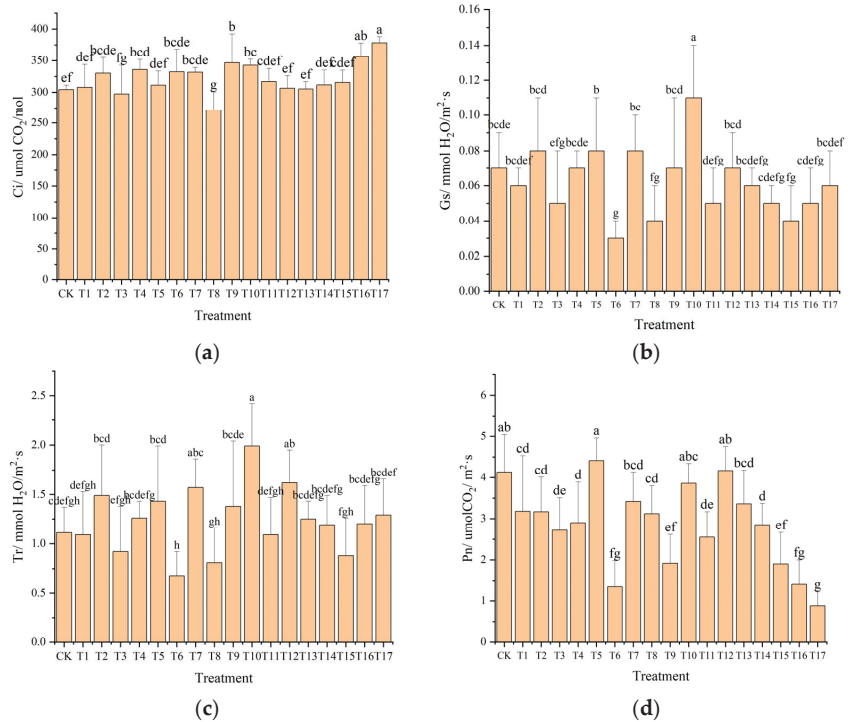 400
350
300
250
200
150
100
50
0
Ci/ umol CO₂/mol
ef def bcde fg bcd def bcde bcde g b bc cdef def def def def ab a
CK T1 T2 T3 T4 T5 T6 T7 T8 T9 T10 T11 T12 T13 T14 T15 T16 T17
Treatment
(a)
0.16
0.14
0.12
0.10
0.08
0.06
0.04
0.02
0.00
Gs/ mmol H₂O/m²·s
bcde bcdef bcd efg bcde b g bc fg bcd a defg bcd bcdefg cdefg fg cdefg bcdef
CK T1 T2 T3 T4 T5 T6 T7 T8 T9 T10 T11 T12 T13 T14 T15 T16 T17
Treatment
(b)
2.5
2.0
1.5
1.0
0.5
0.0
Tr/ mmol H₂O/m²·s
defgh defgh bcd efgh bcdefg bcd h abc gh bcde a defgh ab bcdefg bcdefg fgh bcdefg bcdef
CK T1 T2 T3 T4 T5 T6 T7 T8 T9 T10 T11 T12 T13 T14 T15 T16 T17
Treatment
(c)
6
5
4
3
2
1
0
Pn/ umolCO₂/ m²·s
ab cd cd d d a fg bcd cd ef abc ef ab bcd d ef fg g
CK T1 T2 T3 T4 T5 T6 T7 T8 T9 T10 T11 T12 T13 T14 T15 T16 T17
Treatment
(d)